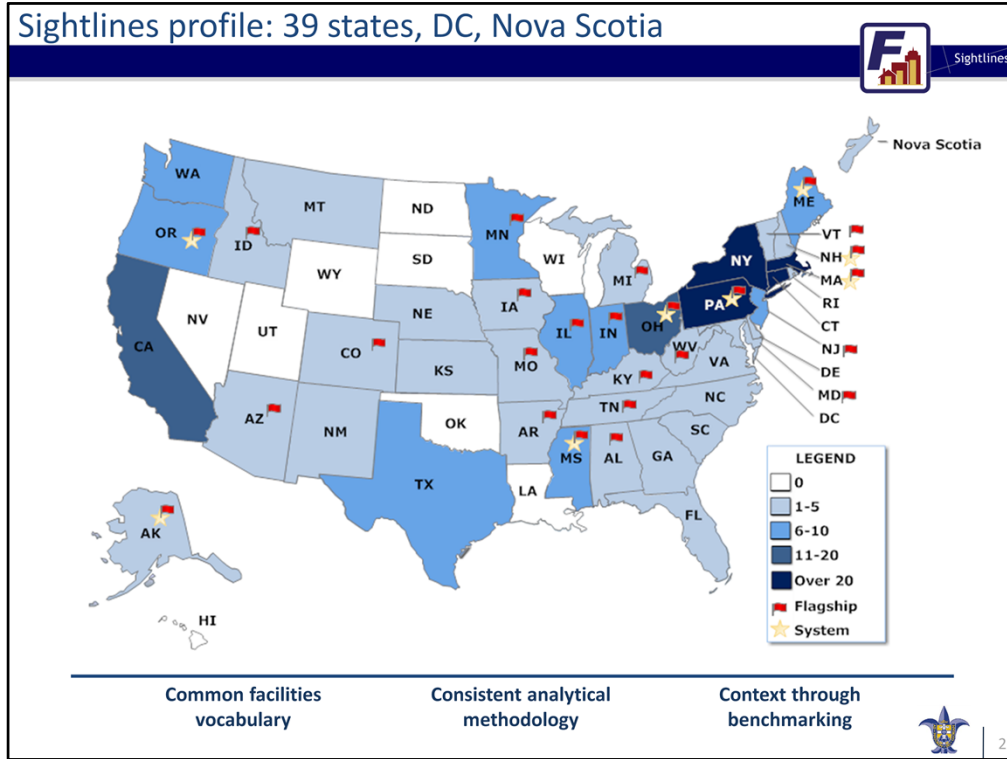 Sightlines profile: 39 states, DC, Nova Scotia
F
Sightlines
Nova Scotia
WA
MT
ND
MN
ME
OR
ID
SD
WI
MI
NY
VT
NH
MA
RI
CT
NJ
DE
MD
DC
WY
IA
NE
PA
NV
UT
IL
IN
OH
CA
CO
KS
MO
WV
VA
KY
NC
TN
AZ
NM
OK
AR
SC
MS
AL
GA
TX
LA
FL
AK
HI
LEGEND
0
1-5
6-10
11-20
Over 20
Flagship
System
Common facilities
vocabulary
Consistent analytical
methodology
Context through
benchmarking
2